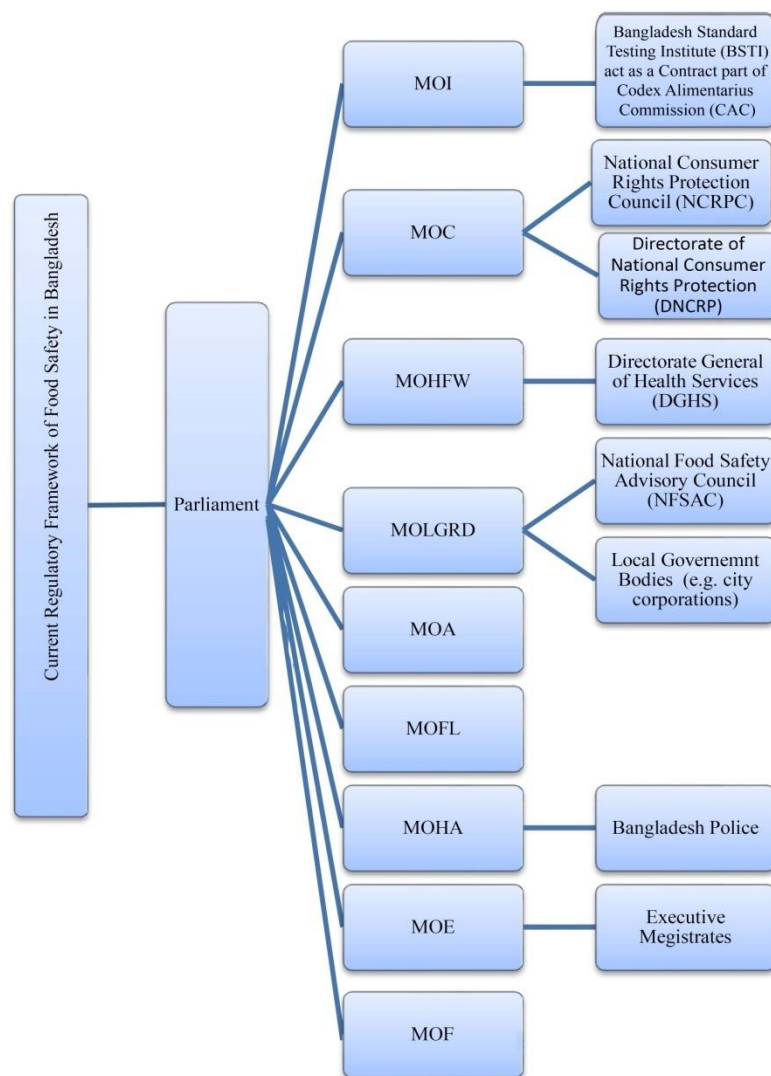 Current Regulatory Framework of Food Safety in Bangladesh
Parliament
MOI
Bangladesh Standard
Testing Institute (BSTI)
act as a Contract part of
Codex Alimentarius
Commission (CAC)
MOC
National Consumer
Rights Protection
Council (NCRPC)
Directorate of
National Consumer
Rights Protection
(DNCRP)
MOHFW
Directorate General
of Health Services
(DGHS)
MOLGRD
National Food Safety
Advisory Council
(NFSAC)
Local Governemnt
Bodies (e.g. city
corporations)
MOA
MOFL
MOHA
Bangladesh Police
MOE
Executive
Megistrates
MOF